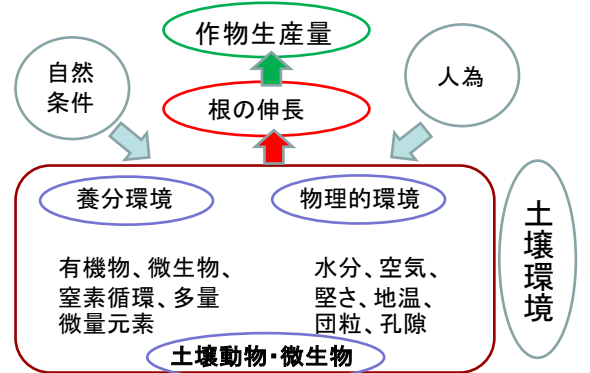 作物生産量
自然
条件
人為
根の伸長
養分環境
物理的環境
土壌環境
有機物、微生物、
窒素循環、多量
微量元素
水分、空気、
堅さ、地温、
団粒、孔隙
土壌動物・微生物